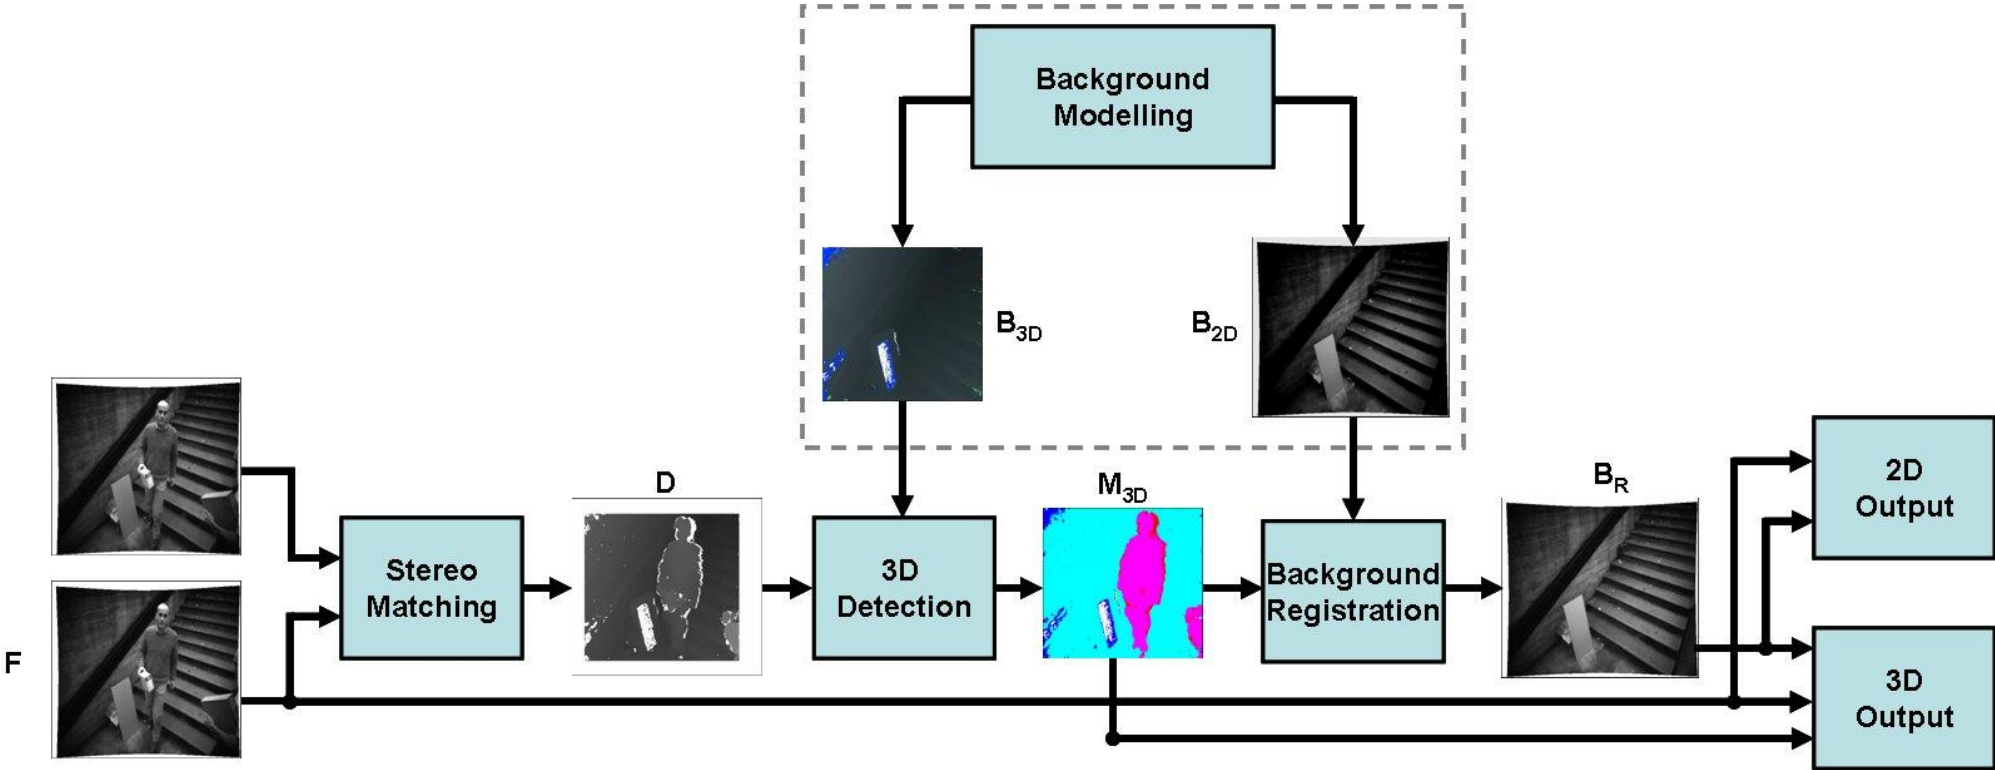 Background
Modelling
B3D
B2D
D
M3D
BR
2D
Output
Stereo
Matching
3D
Detection
Background
Registration
F
3D
Output